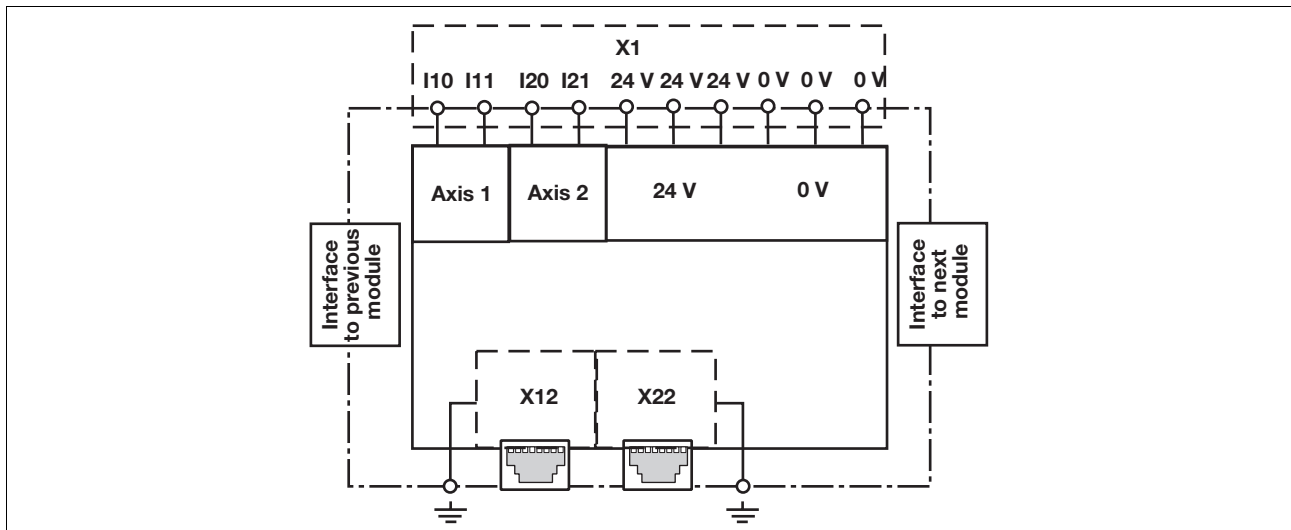 X1
I10 I11 I20 I21 24 V 24 V 24 V 0 V 0 V 0 V
Axis 1 Axis 2 24 V 0 V
Interface
to previous
module
Interface
to next
module
X12 X22